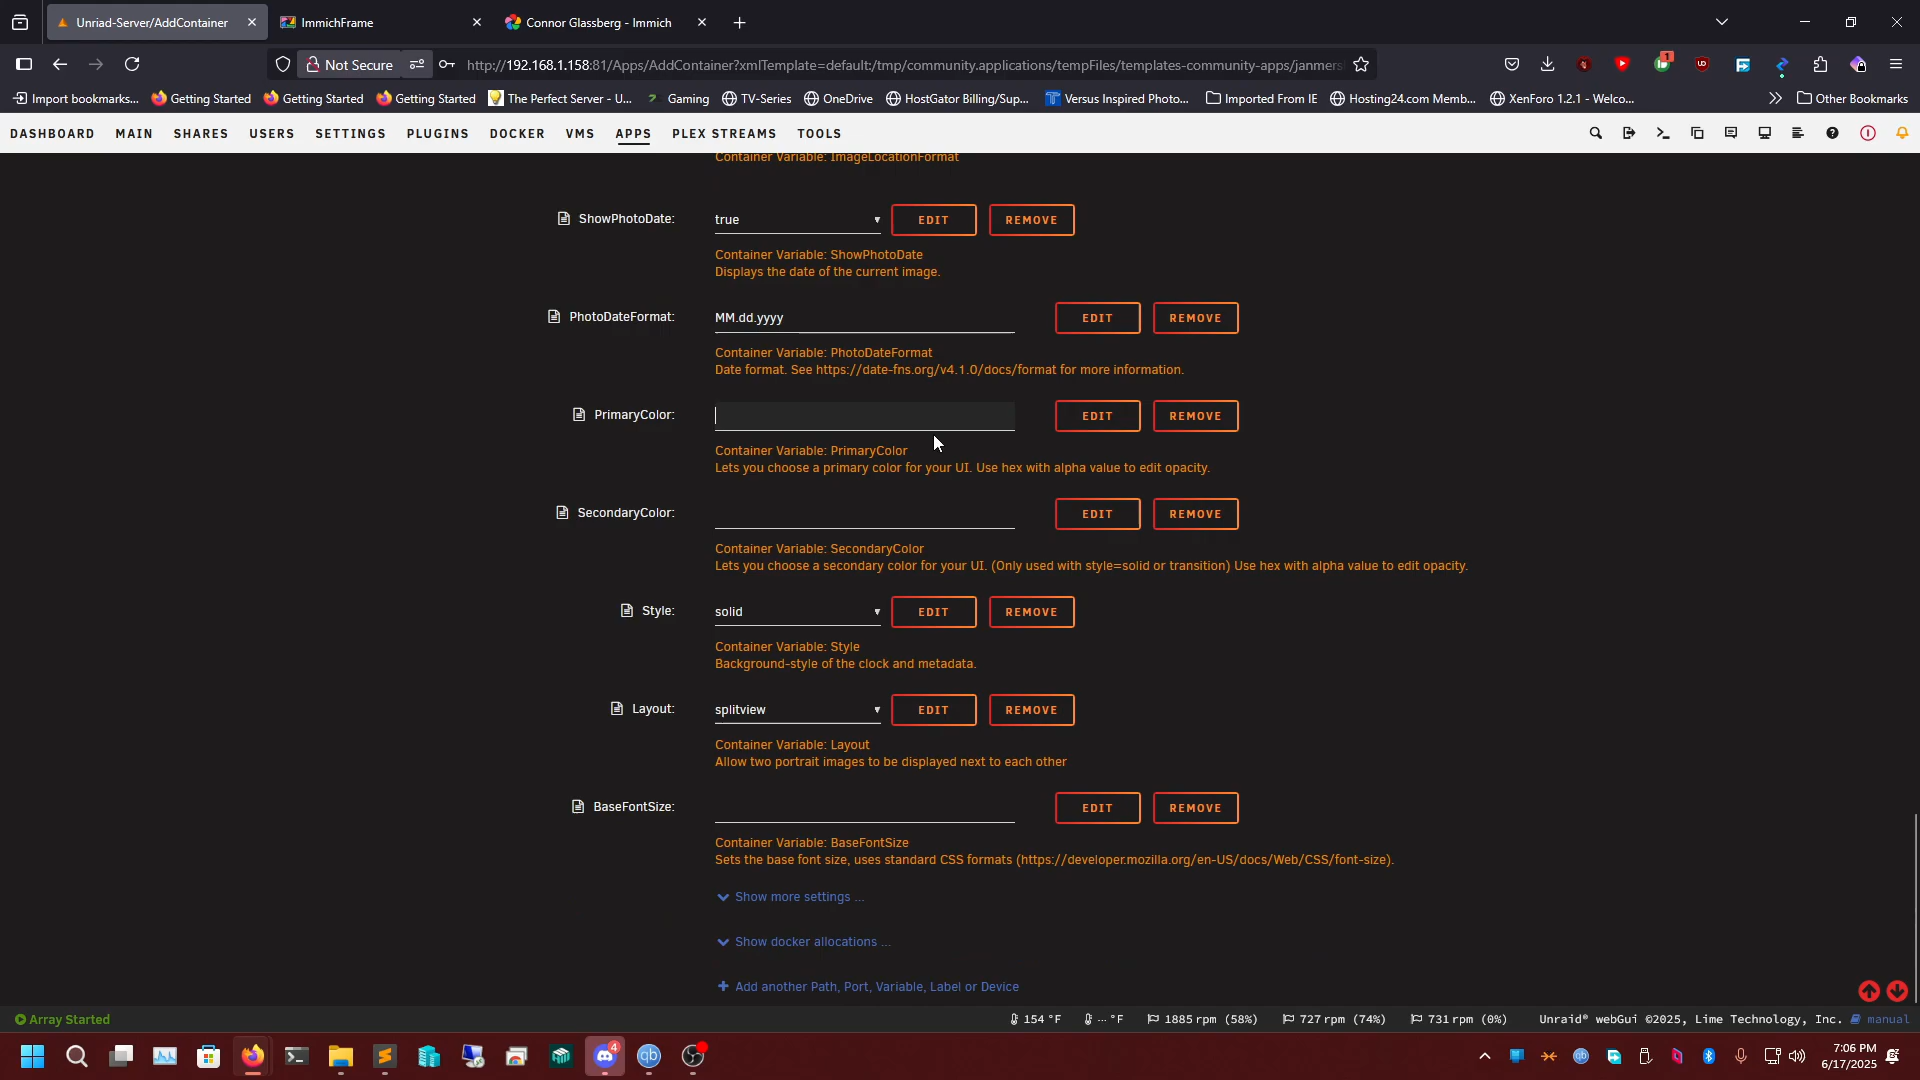 Unriad-Server/AddContainer
ImmichFrame
Connor Glassberg - Immich
Not Secure
http://192.168.1.158:81/Apps/AddContainer?xmlTemplate=default:/tmp/community.applications/tempFiles/templates-community-apps/janmers
1
Import bookmarks...
Getting Started
Getting Started
Getting Started
The Perfect Server - U...
Gaming
TV-Series
OneDrive
HostGator Billing/Sup...
Versus Inspired Photo...
Imported From IE
Hosting24.com Memb...
XenForo 1.2.1 - Welco...
Other Bookmarks
DASHBOARD MAIN SHARES USERS SETTINGS PLUGINS DOCKER VMS APPS PLEX STREAMS TOOLS
Container Variable: ImageLocationFormat
ShowPhotoDate: true EDIT REMOVE
Container Variable: ShowPhotoDate
Displays the date of the current image.
PhotoDateFormat: MM.dd.yyyy EDIT REMOVE
Container Variable: PhotoDateFormat
Date format. See https://date-fns.org/v4.1.0/docs/format for more information.
PrimaryColor: EDIT REMOVE
Container Variable: PrimaryColor
Lets you choose a primary color for your UI. Use hex with alpha value to edit opacity.
SecondaryColor: EDIT REMOVE
Container Variable: SecondaryColor
Lets you choose a secondary color for your UI. (Only used with style=solid or transition) Use hex with alpha value to edit opacity.
Style: solid EDIT REMOVE
Container Variable: Style
Background-style of the clock and metadata.
Layout: splitview EDIT REMOVE
Container Variable: Layout
Allow two portrait images to be displayed next to each other
BaseFontSize: EDIT REMOVE
Container Variable: BaseFontSize
Sets the base font size, uses standard CSS formats (https://developer.mozilla.org/en-US/docs/Web/CSS/font-size).
Show more settings ...
Show docker allocations ...
Add another Path, Port, Variable, Label or Device
Array Started
154 °F
-- °F
1885 rpm (58%)
727 rpm (74%)
731 rpm (0%)
Unraid® webGui ©2025, Lime Technology, Inc.
manual
4
qb
7:06 PM
6/17/2025